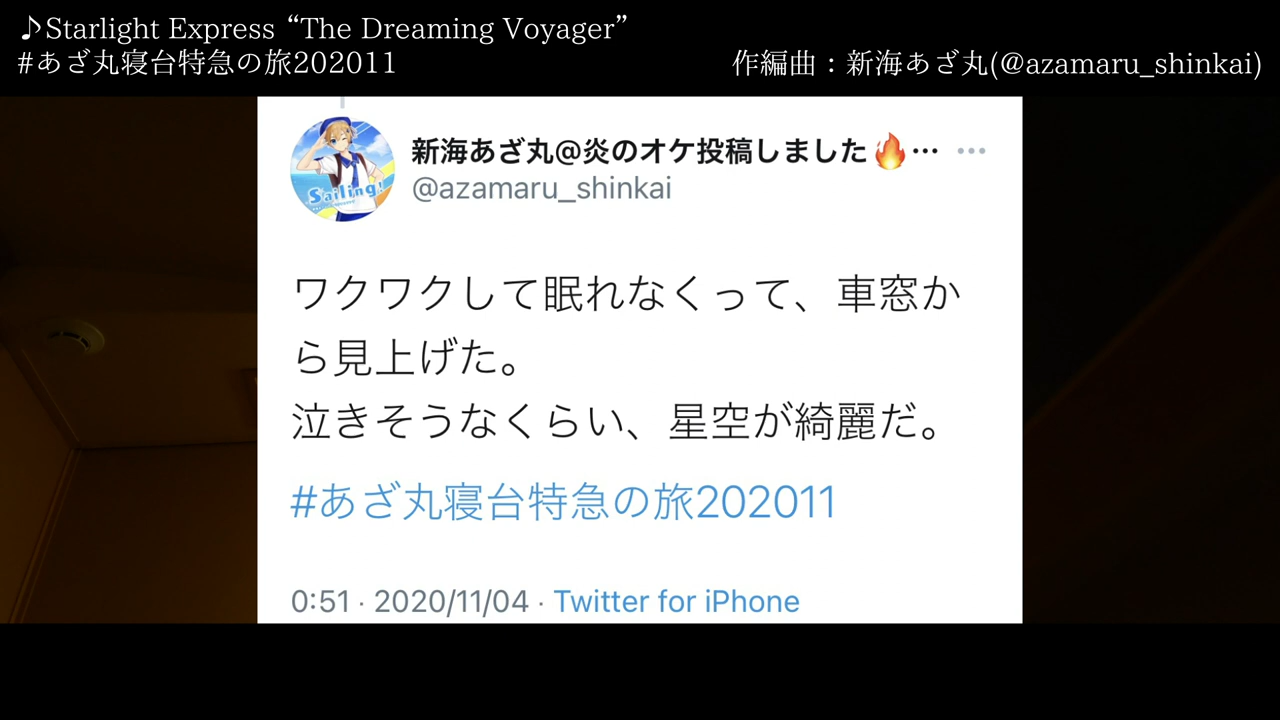 ♪Starlight Express “The Dreaming Voyager”
#あざ丸寝台特急の旅202011
作編曲：新海あざ丸(@azamaru_shinkai)
Sailing!
新海あざ丸@炎のオケ投稿しました🔥…
@azamaru_shinkai
ワクワクして眠れなくって、車窓か
ら見上げた。
泣きそうなくらい、星空が綺麗だ。
#あざ丸寝台特急の旅202011
0:51 · 2020/11/04 · Twitter for iPhone